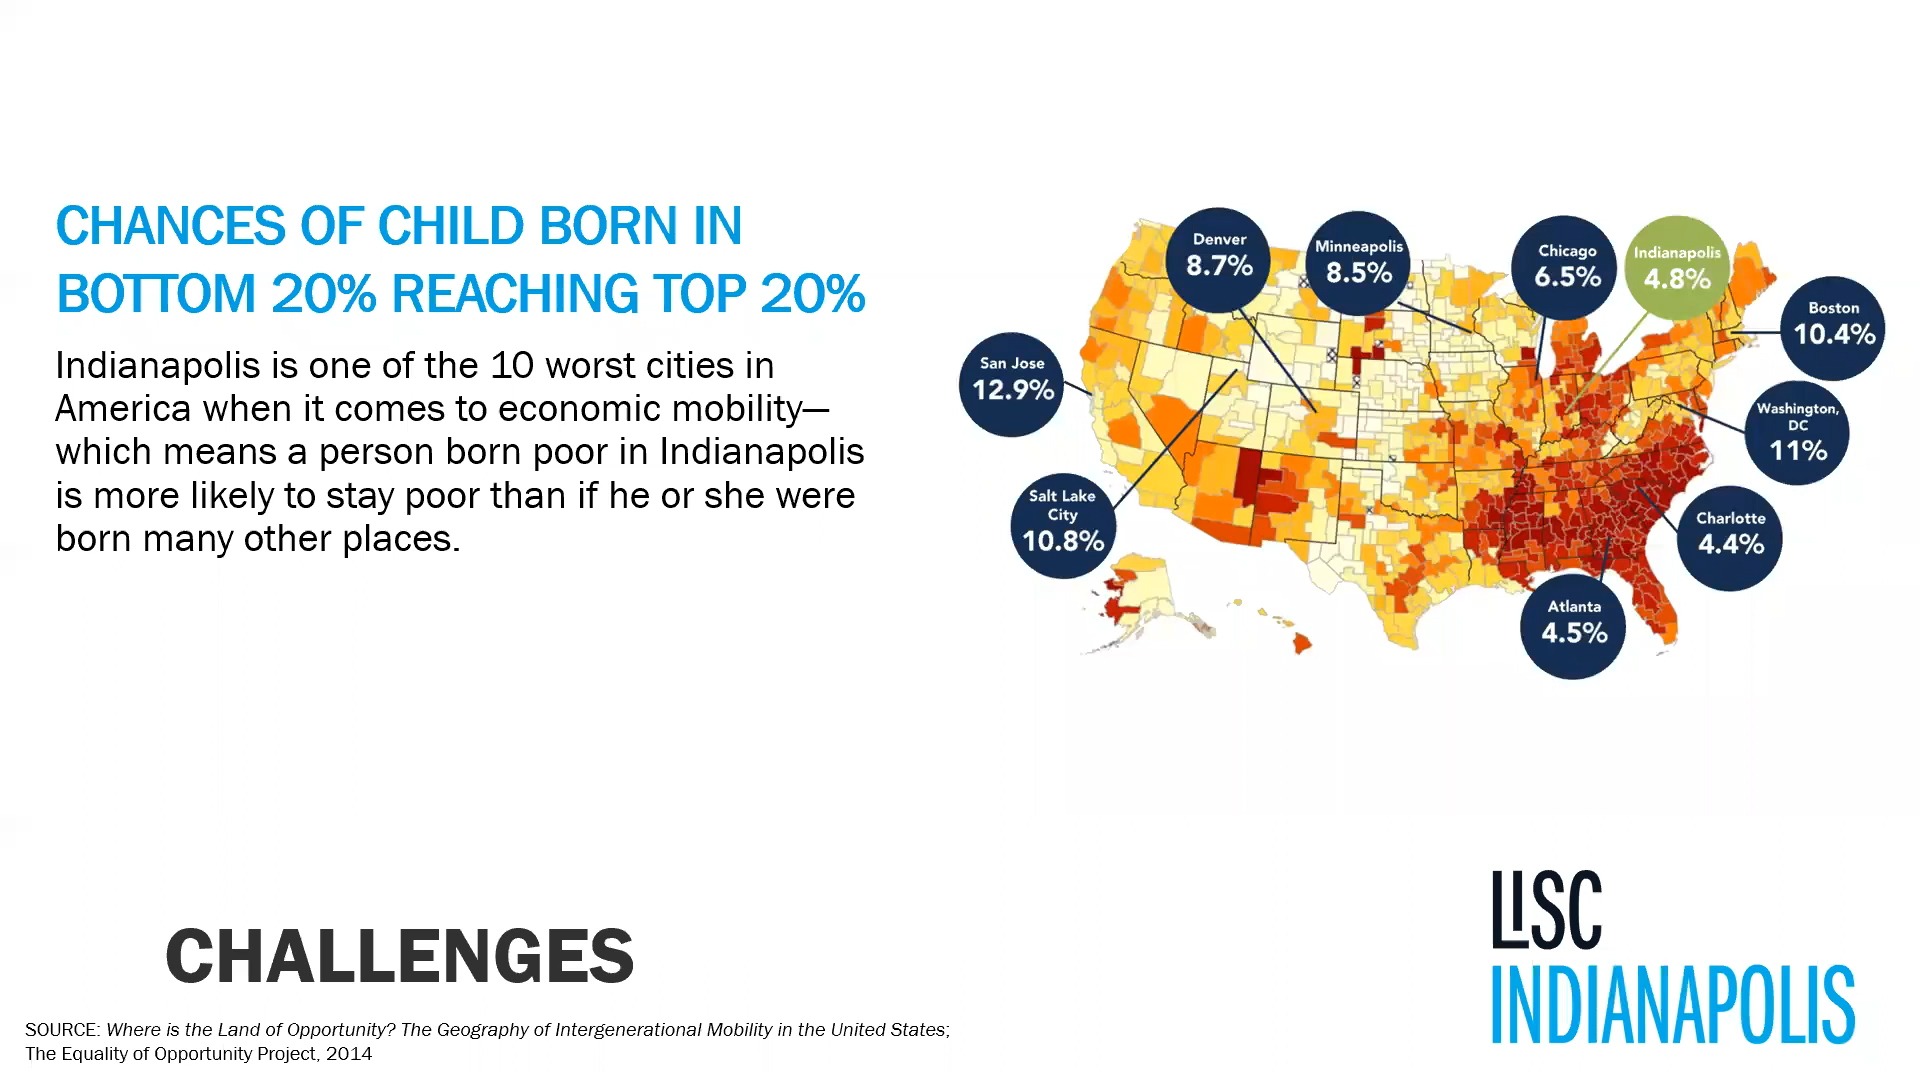 CHANCES OF CHILD BORN IN
BOTTOM 20% REACHING TOP 20%
Indianapolis is one of the 10 worst cities in
America when it comes to economic mobility—
which means a person born poor in Indianapolis
is more likely to stay poor than if he or she were
born many other places.
Denver
8.7%
Minneapolis
8.5%
Chicago
6.5%
Indianapolis
4.8%
Boston
10.4%
San Jose
12.9%
Washington,
DC
11%
Salt Lake
City
10.8%
Charlotte
4.4%
Atlanta
4.5%
CHALLENGES
SOURCE: Where is the Land of Opportunity? The Geography of Intergenerational Mobility in the United States;
The Equality of Opportunity Project, 2014
LISC
INDIANAPOLIS